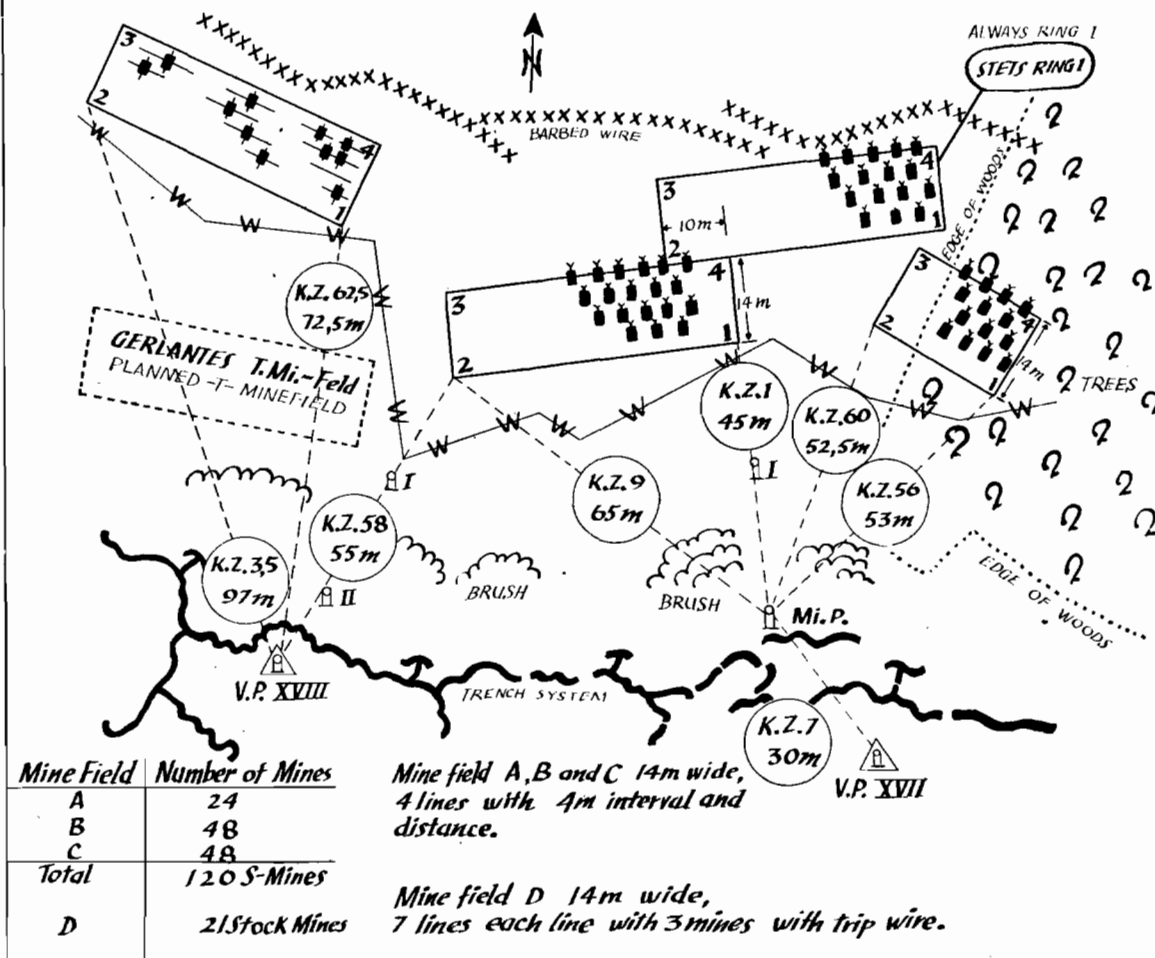 ALWAYS RING 1
STETS RING 1
N
BARBED WIRE
3
2
4
1
3
2
4
1
10m
EDGE OF WOODS
3
2
4
1
14m
3
2
4
1
14m
TREES
W
W
W
W
W
W
W
W
W
W
W
W
W
W
K.Z. 62,5
72,5m
GERLANTES T.Mi.-Feld
PLANNED -T- MINEFIELD
K.Z.1
45m
K.Z.60
52,5m
K.Z.9
65m
K.Z.56
53m
I
I
K.Z.58
55m
K.Z.3,5
97m
II
BRUSH
BRUSH
EDGE OF WOODS
Mi.P.
V.P. XVIII
TRENCH SYSTEM
K.Z.7
30m
V.P. XVII
Mine Field Number of Mines
A 24
B 48
C 48
Total 120 S-Mines
D 21 Stock Mines
Mine field A,B and C 14m wide,
4 lines with 4m interval and
distance.
Mine field D 14m wide,
7 lines each line with 3 mines with trip wire.